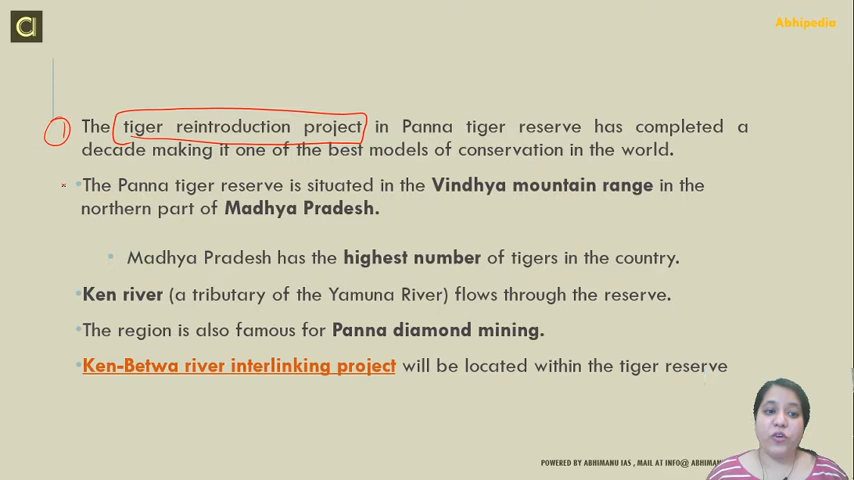 Abhipedia
1
The tiger reintroduction project in Panna tiger reserve has completed a
decade making it one of the best models of conservation in the world.
•The Panna tiger reserve is situated in the Vindhya mountain range in the
northern part of Madhya Pradesh.
• Madhya Pradesh has the highest number of tigers in the country.
•Ken river (a tributary of the Yamuna River) flows through the reserve.
•The region is also famous for Panna diamond mining.
•Ken-Betwa river interlinking project will be located within the tiger reserve
POWERED BY ABHIMANU IAS , MAIL AT INFO@ ABHIMAN